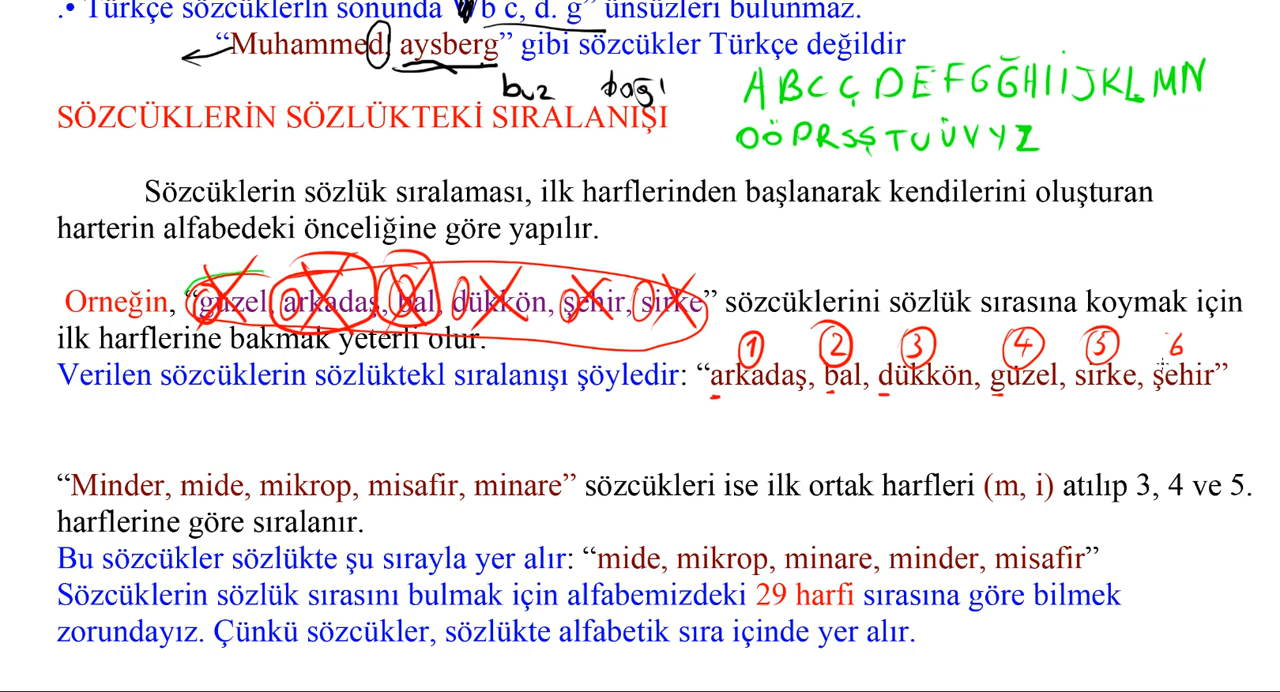 .• Türkçe sözcüklerin sonunda b c, d. g” ünsüzleri bulunmaz.
“Muhammed, aysberg” gibi sözcükler Türkçe değildir
buz dağı
A B C Ç D E F G Ğ H I İ J K L M N
O Ö P R S Ş T U Ü V Y Z
SÖZCÜKLERİN SÖZLÜKTEKİ SIRALANIŞI
Sözcüklerin sözlük sıralaması, ilk harflerinden başlanarak kendilerini oluşturan
harterin alfabedeki önceliğine göre yapılır.
Orneğin, “güzel, arkadaş, bal, dükkön, şehir, sirke” sözcüklerini sözlük sırasına koymak için
ilk harflerine bakmak yeterli olur.
1 2 3 4 5 6
Verilen sözcüklerin sözlüktekl sıralanışı şöyledir: “arkadaş, bal, dükkön, güzel, sirke, şehir”
“Minder, mide, mikrop, misafir, minare” sözcükleri ise ilk ortak harfleri (m, i) atılıp 3, 4 ve 5.
harflerine göre sıralanır.
Bu sözcükler sözlükte şu sırayla yer alır: “mide, mikrop, minare, minder, misafir”
Sözcüklerin sözlük sırasını bulmak için alfabemizdeki 29 harfi sırasına göre bilmek
zorundayız. Çünkü sözcükler, sözlükte alfabetik sıra içinde yer alır.